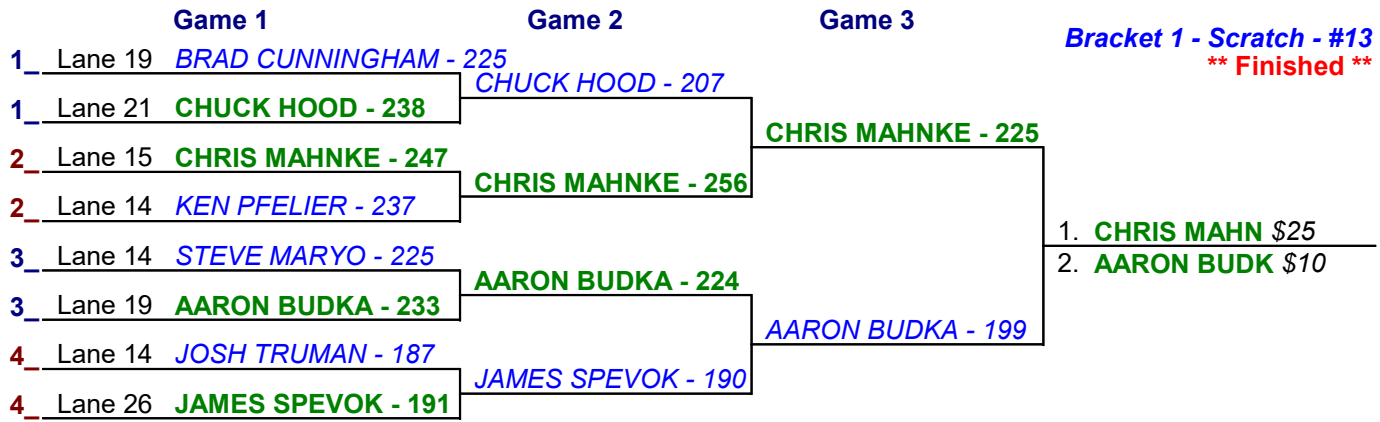 Game 1 Game 2 Game 3
Bracket 1 - Scratch - #13
** Finished **
1_ Lane 19 BRAD CUNNINGHAM - 225
CHUCK HOOD - 207
1_ Lane 21 CHUCK HOOD - 238
CHRIS MAHNKE - 225
2_ Lane 15 CHRIS MAHNKE - 247
CHRIS MAHNKE - 256
2_ Lane 14 KEN PFELIER - 237
1. CHRIS MAHN $25
3_ Lane 14 STEVE MARYO - 225
2. AARON BUDK $10
AARON BUDKA - 224
3_ Lane 19 AARON BUDKA - 233
AARON BUDKA - 199
4_ Lane 14 JOSH TRUMAN - 187
JAMES SPEVOK - 190
4_ Lane 26 JAMES SPEVOK - 191